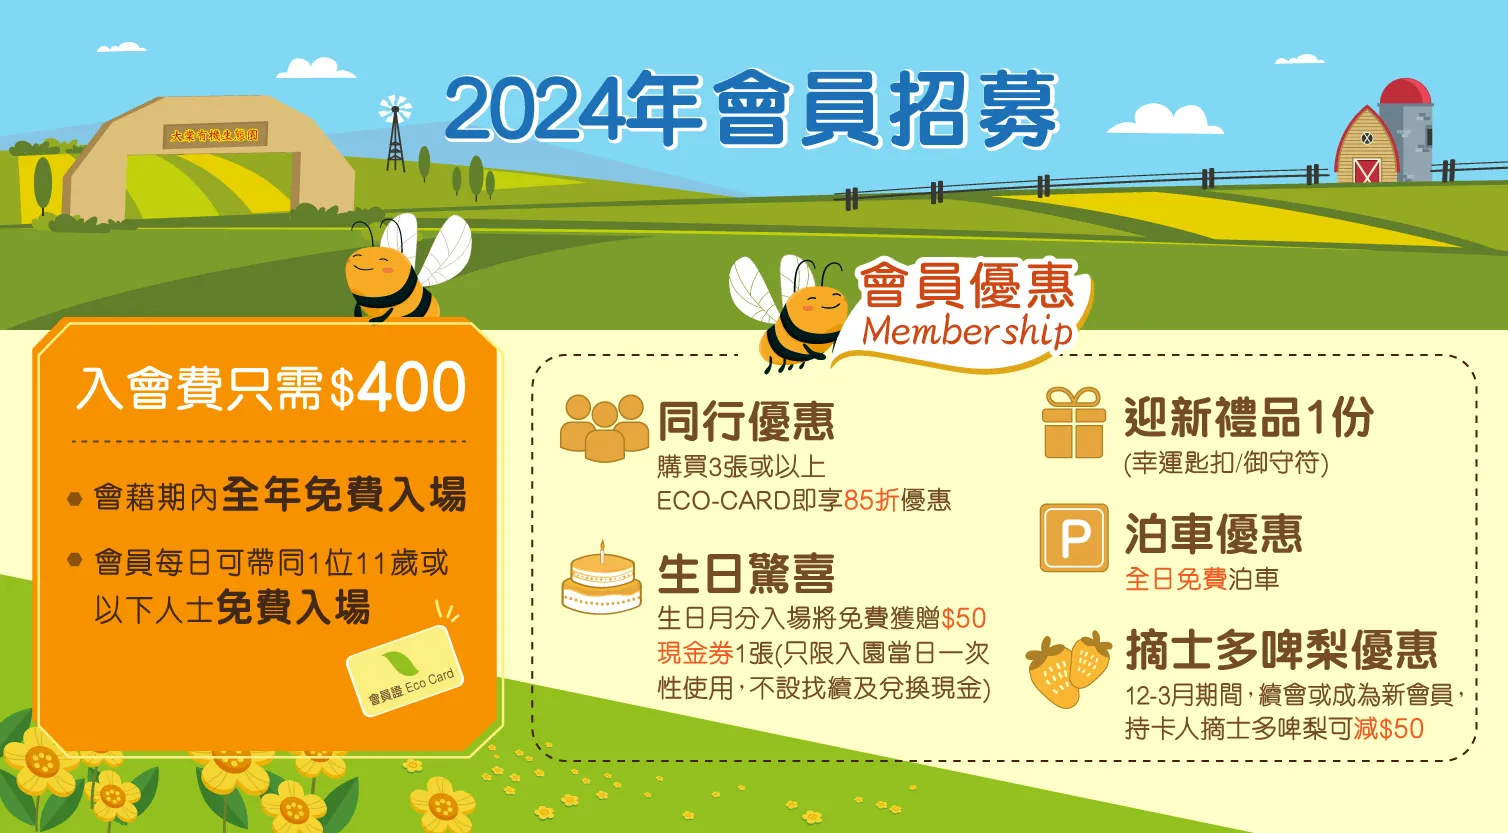 2024年會員招募
大棠有機生態園
會員優惠
Membership
入會費只需$400
會藉期內全年免費入場
會員每日可帶同1位11歲或
以下人士免費入場
會員證 Eco Card
同行優惠
購買3張或以上
ECO-CARD即享85折優惠
生日驚喜
生日月分入場將免費獲贈$50
現金券1張(只限入園當日一次
性使用，不設找續及兌換現金)
迎新禮品1份
(幸運匙扣/御守符)
P
泊車優惠
全日免費泊車
摘士多啤梨優惠
12-3月期間，續會或成為新會員，
持卡人摘士多啤梨可減$50